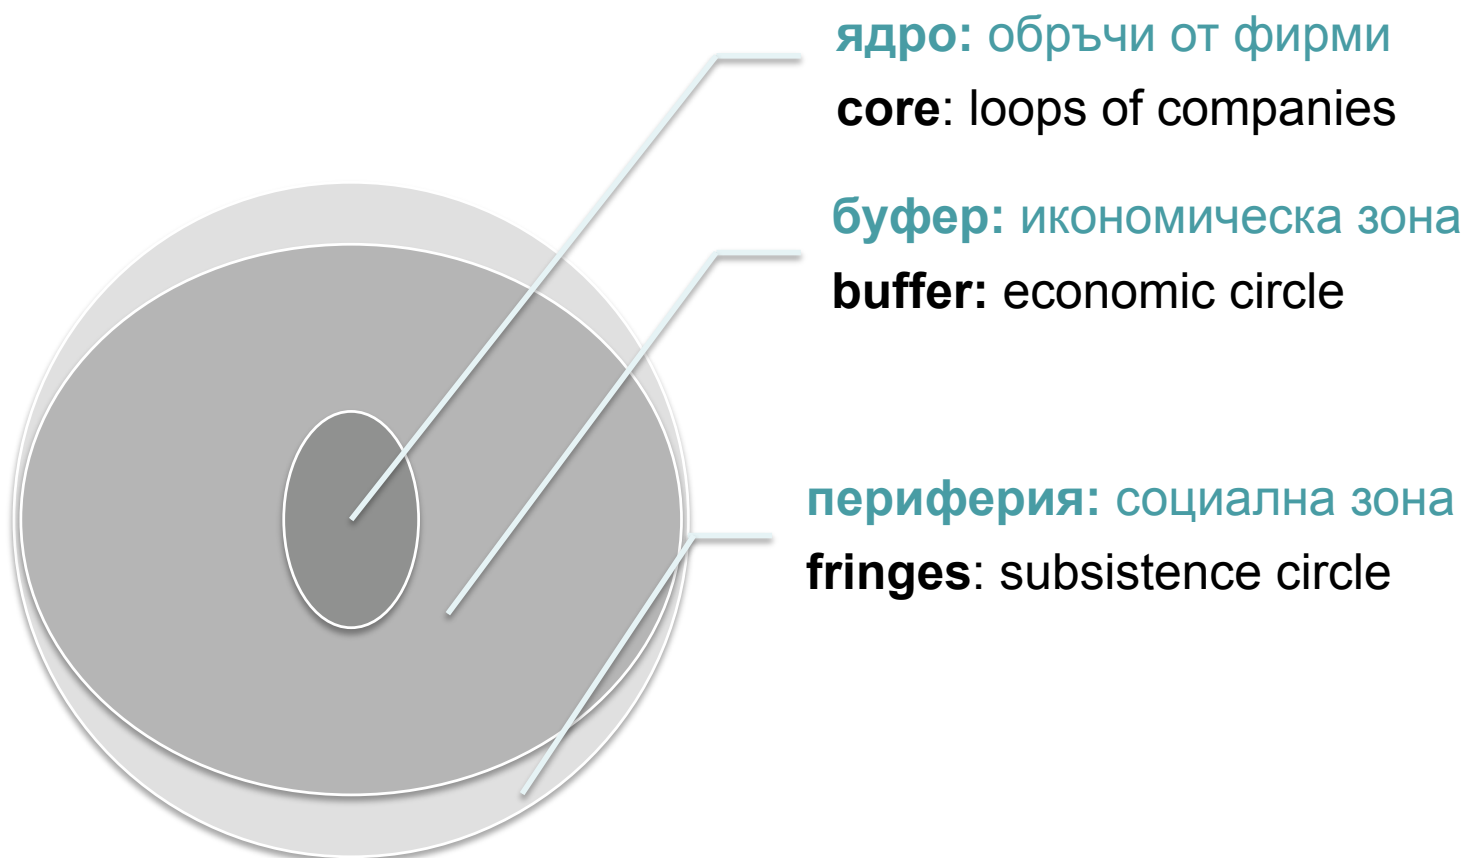 ядро: обръчи от фирми
core: loops of companies
буфер: икономическа зона
buffer: economic circle
периферия: социална зона
fringes: subsistence circle